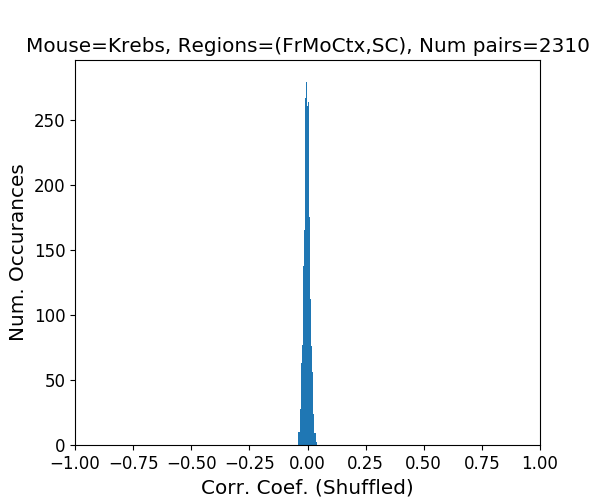 Mouse=Krebs, Regions=(FrMoCtx,SC), Num pairs=2310
Num. Occurances
250
200
150
100
50
0
−1.00 −0.75 −0.50 −0.25 0.00 0.25 0.50 0.75 1.00
Corr. Coef. (Shuffled)